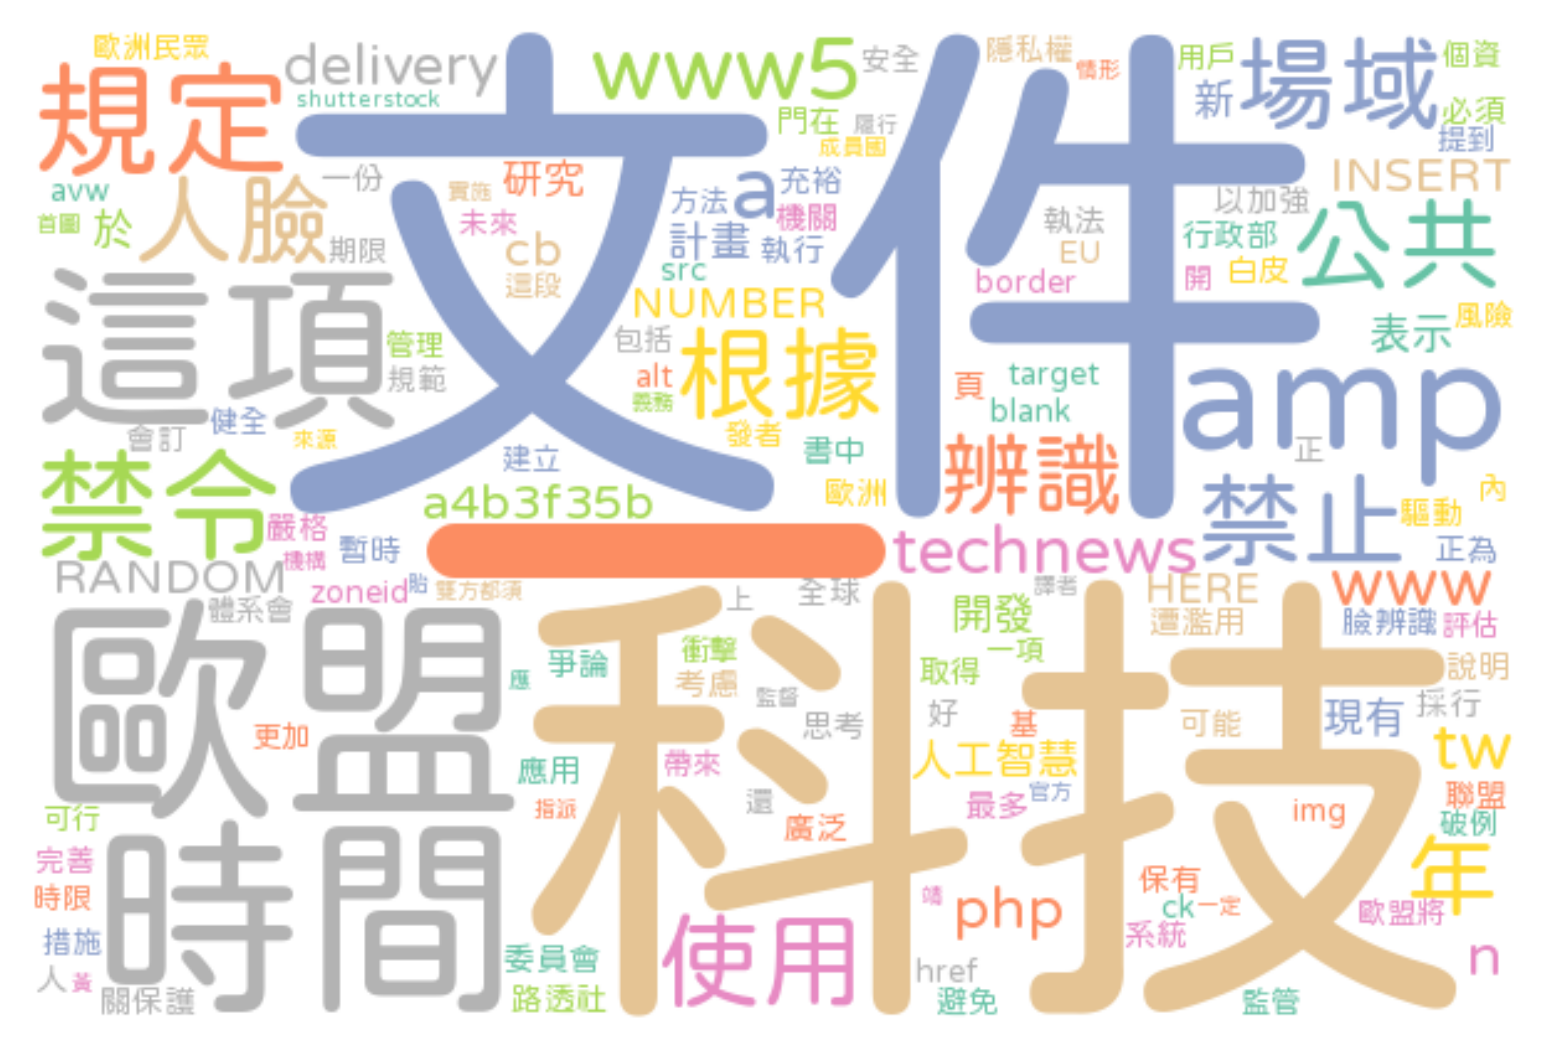 歐洲民眾
delivery
www5
安全
隱私權
情形
用戶
新
場域
個資
規定
shutterstock
文件
門在
履行
成員國
必須
提到
avw
人臉
一份
實施
研究
未來
方法
a
充裕
機關
執法
EU
以加強
INSERT
首圖
於
期限
cb
這段
計畫
執行
src
行政部
公共
border
開
白皮
這項
NUMBER
包括
根據
表示
風險
管理
規範
alt
義務
頁
target
blank
amp
健全
會訂
來源
發者
書中
正
禁令
建立
歐洲
辨識
禁止
內
a4b3f35b
嚴格
機構
暫時
一
technews
驅動
正為
RANDOM
zoneid
胎
雙方都須
全球
譯者
HERE
www
體系會
上
開發
遭濫用
臉辨識
評估
歐盟
科技
應
爭論
衝擊
考慮
監督
一項
取得
說明
更加
思考
好
基
可能
現有
採行
應用
帶來
人工智慧
tw
還
最多
官方
聯盟
可行
指派
廣泛
img
破例
時間
完善
年
時限
靖
php
保有
ck
一定
歐盟將
措施
使用
系統
n
委員會
href
人
黃
關保護
路透社
避免
監管